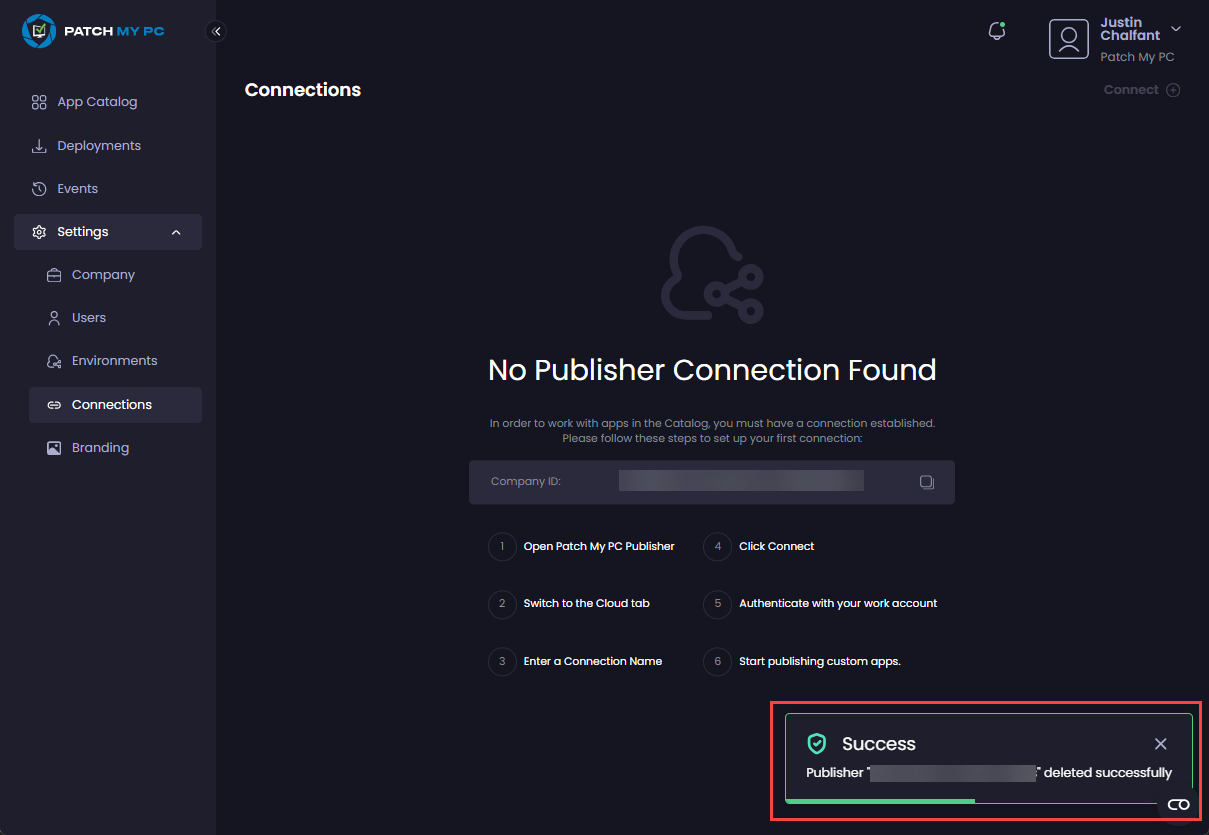 PATCH MY PC
Justin
Chalfant
Patch My PC
Connections
Connect
App Catalog
Deployments
Events
Settings
Company
Users
Environments
Connections
Branding
No Publisher Connection Found
In order to work with apps in the Catalog, you must have a connection established.
Please follow these steps to set up your first connection:
Company ID:
1 Open Patch My PC Publisher
2 Switch to the Cloud tab
3 Enter a Connection Name
4 Click Connect
5 Authenticate with your work account
6 Start publishing custom apps.
Success
Publisher "" deleted successfully